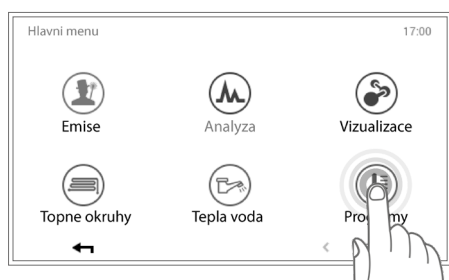 Hlavni menu 17:00
Emise Analyza Vizualizace
Topne okruhy Tepla voda